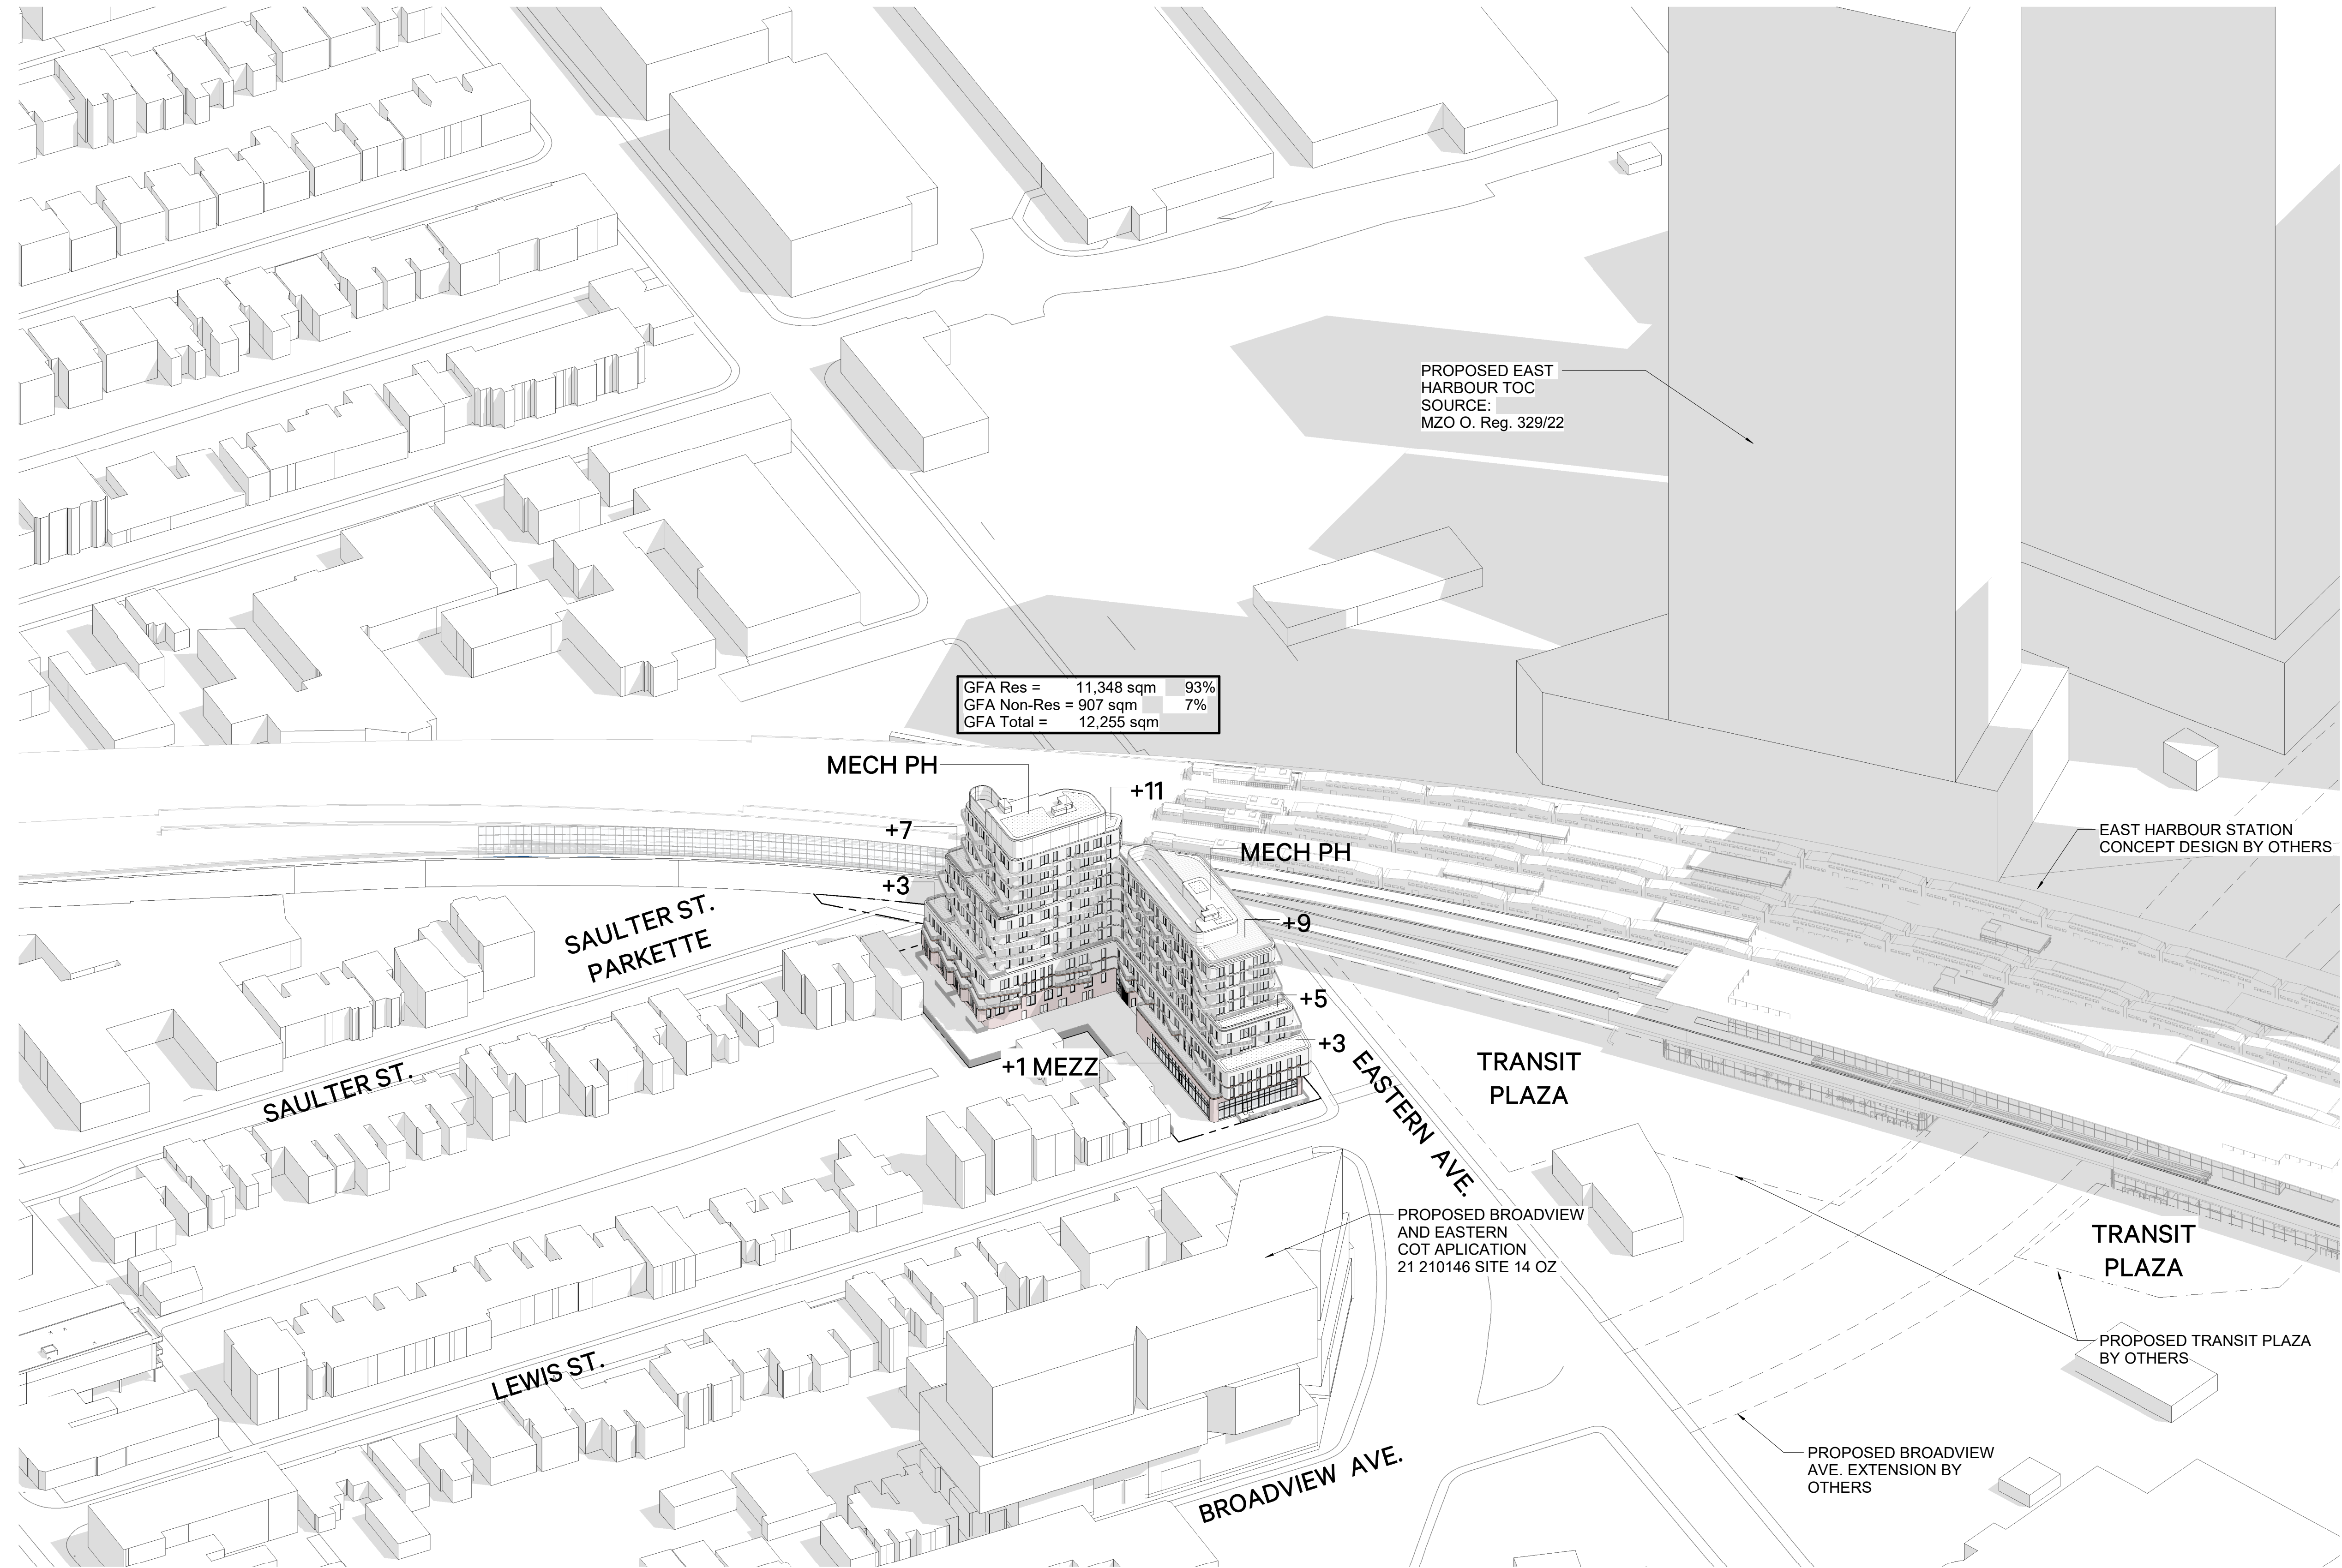 PROPOSED EAST
HARBOUR TOC
SOURCE:
MZO O. Reg. 329/22
GFA Res = 11,348 sqm 93%
GFA Non-Res = 907 sqm 7%
GFA Total = 12,255 sqm
MECH PH
+11
+7
MECH PH
+3
+9
+5
+3
+1 MEZZ
EAST HARBOUR STATION
CONCEPT DESIGN BY OTHERS
SAULTER ST.
PARKETTE
SAULTER ST.
EASTERN AVE.
TRANSIT
PLAZA
PROPOSED BROADVIEW
AND EASTERN
COT APLICATION
21 210146 SITE 14 OZ
TRANSIT
PLAZA
PROPOSED TRANSIT PLAZA
BY OTHERS
LEWIS ST.
BROADVIEW AVE.
PROPOSED BROADVIEW
AVE. EXTENSION BY
OTHERS